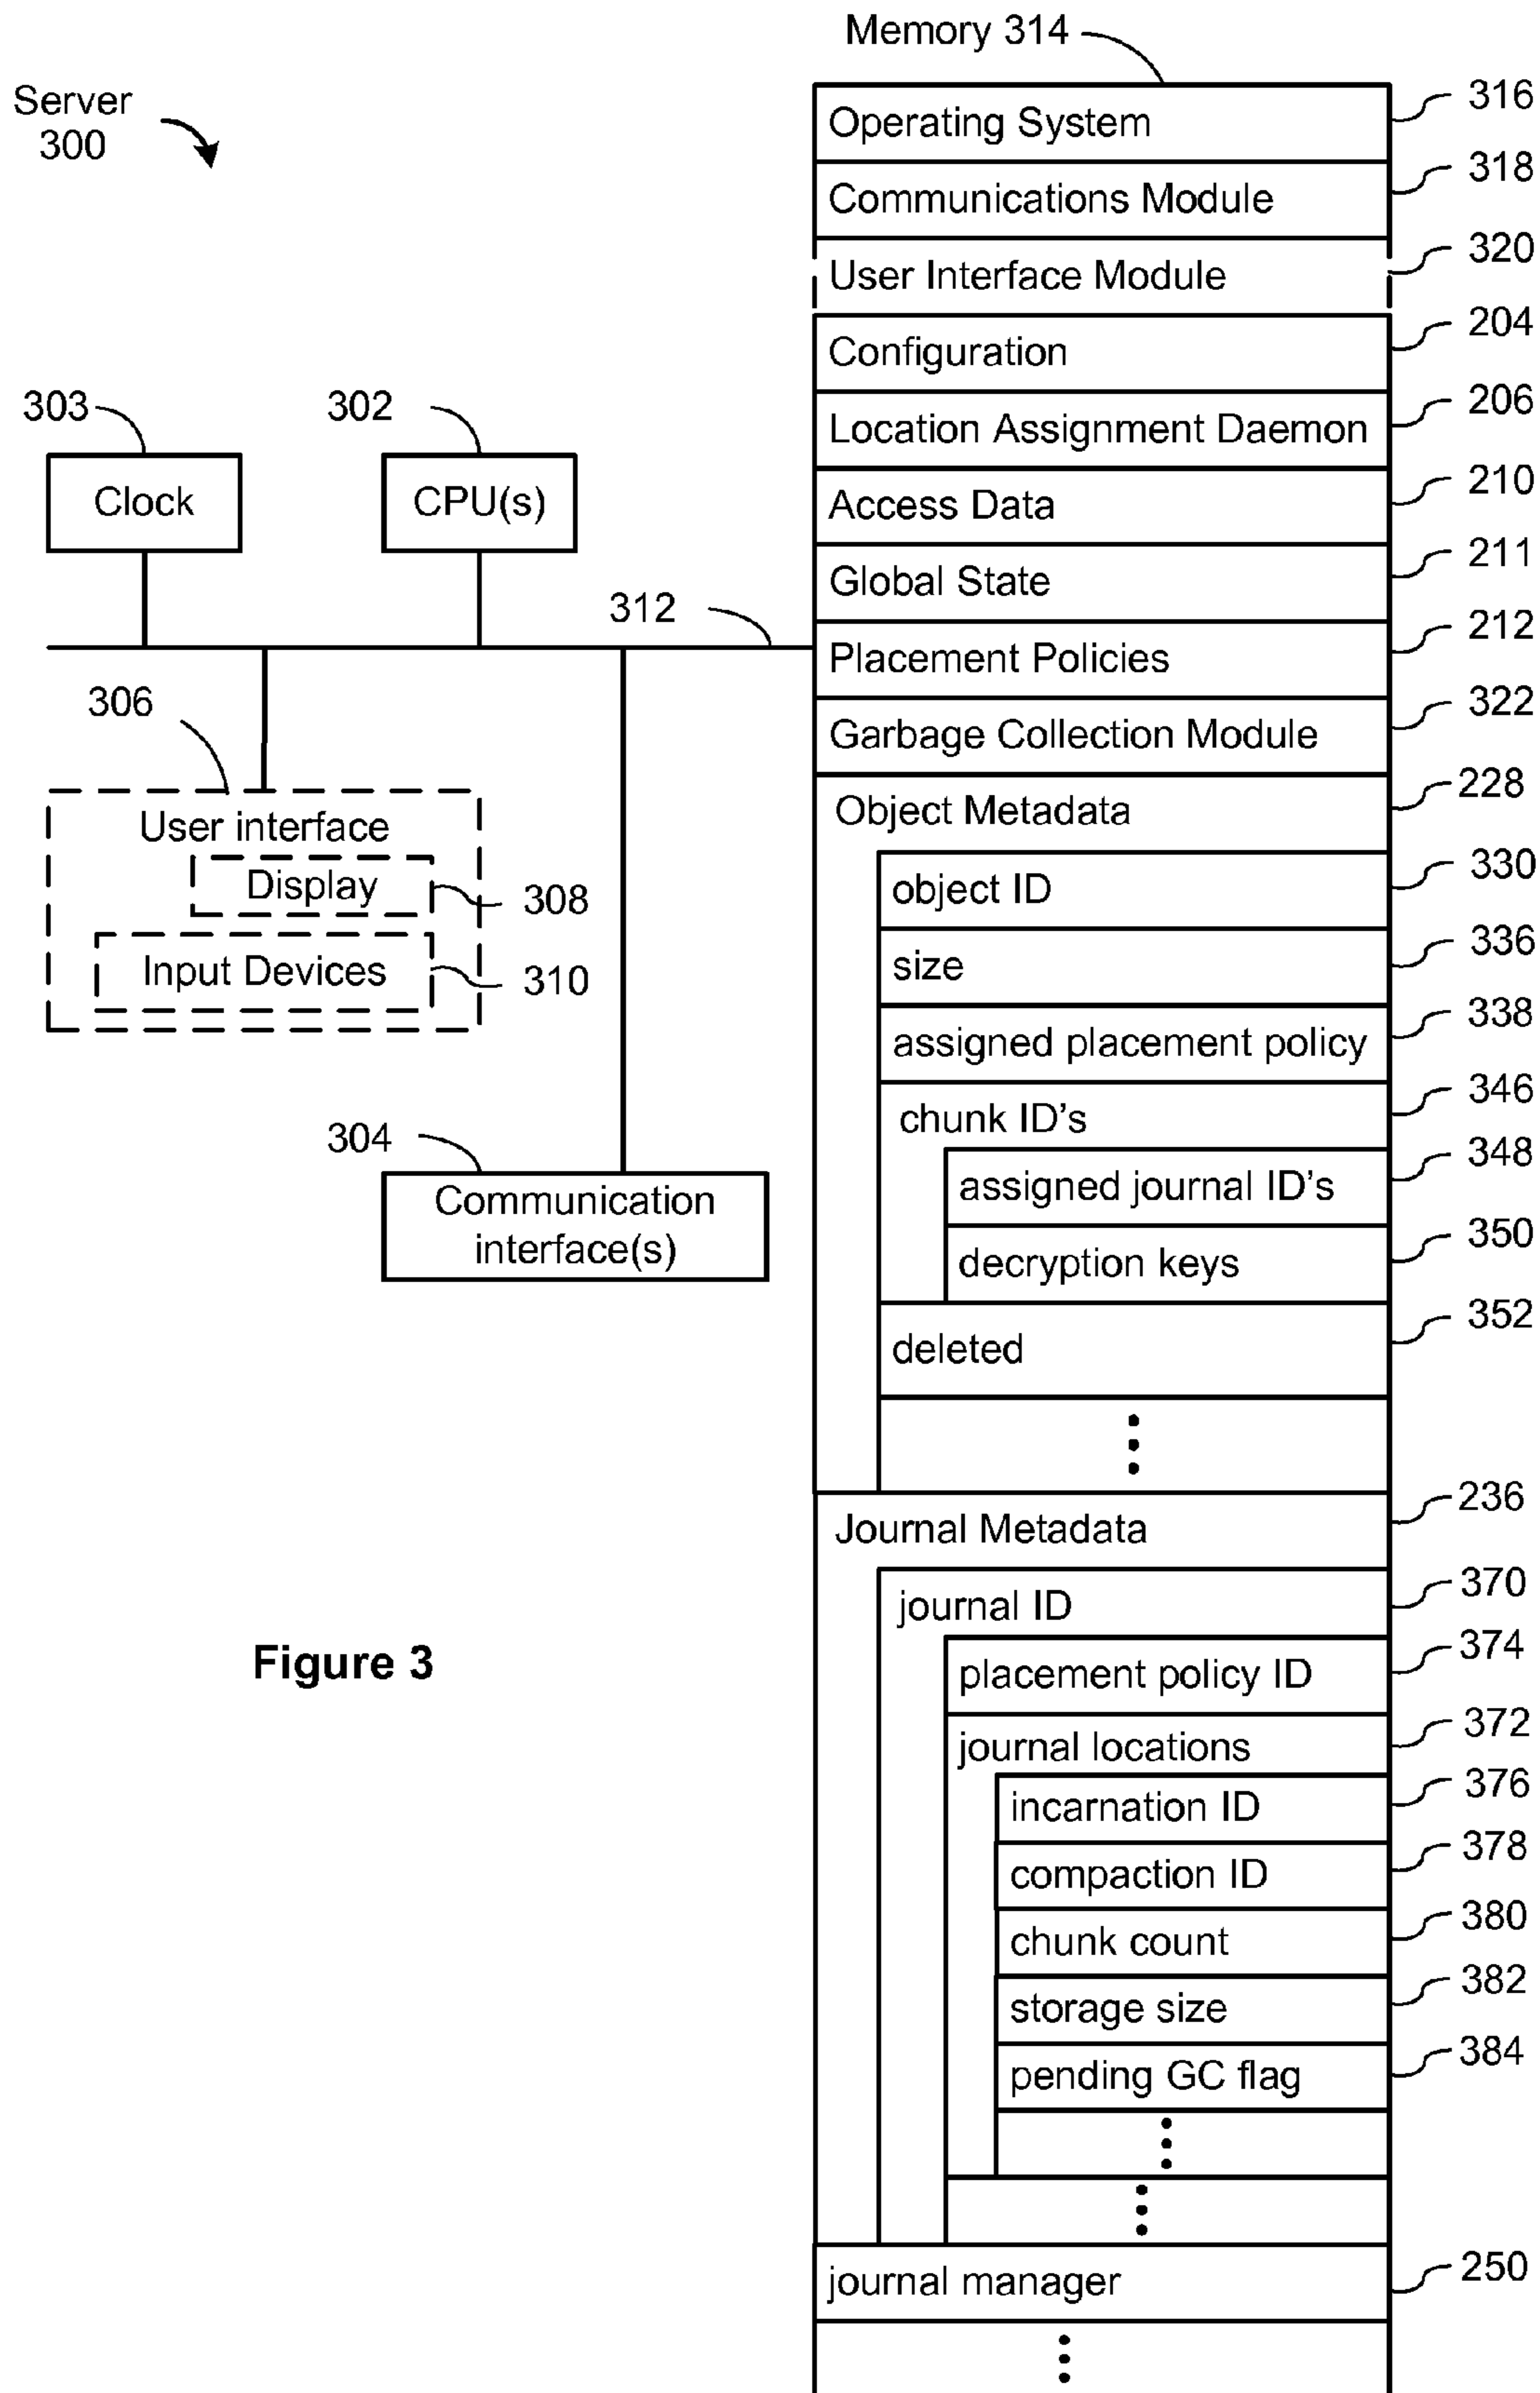 Memory 314
Server
300
Operating System
316
Communications Module
318
User Interface Module
320
Configuration
204
Location Assignment Daemon
206
Access Data
210
Global State
211
Placement Policies
212
Garbage Collection Module
322
Object Metadata
228
object ID
330
size
336
assigned placement policy
338
chunk ID's
346
assigned journal ID's
348
decryption keys
350
deleted
352
Journal Metadata
236
journal ID
370
placement policy ID
374
journal locations
372
incarnation ID
376
compaction ID
378
chunk count
380
storage size
382
pending GC flag
384
journal manager
250
303
302
Clock
CPU(s)
312
306
User interface
Display
308
Input Devices
310
304
Communication
interface(s)
Figure 3